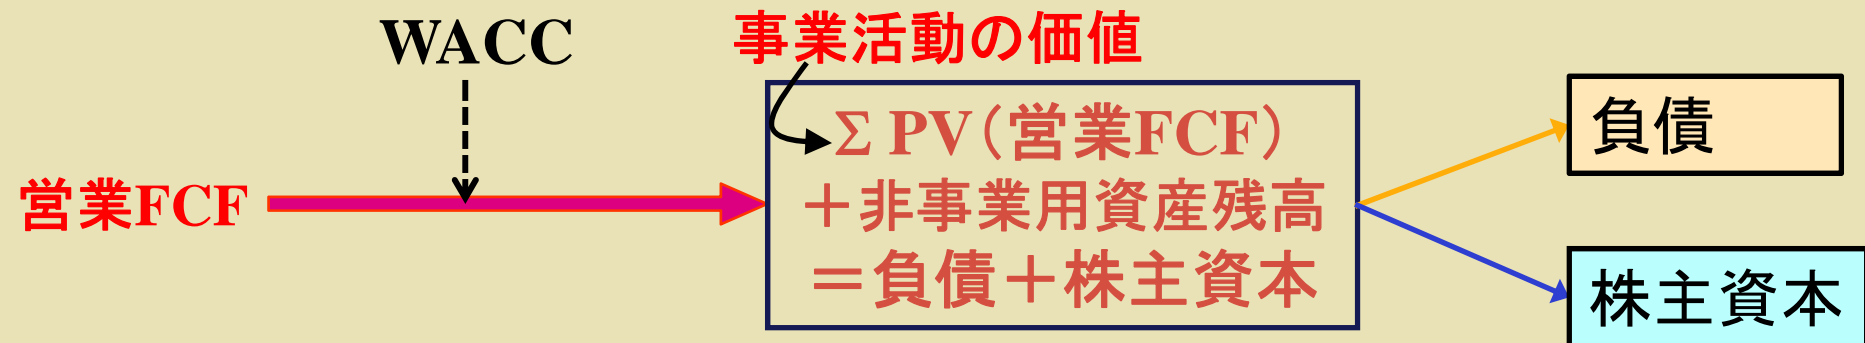 WACC
事業活動の価値
営業FCF
Σ PV（営業FCF）
＋非事業用資産残高
＝負債＋株主資本
負債
株主資本